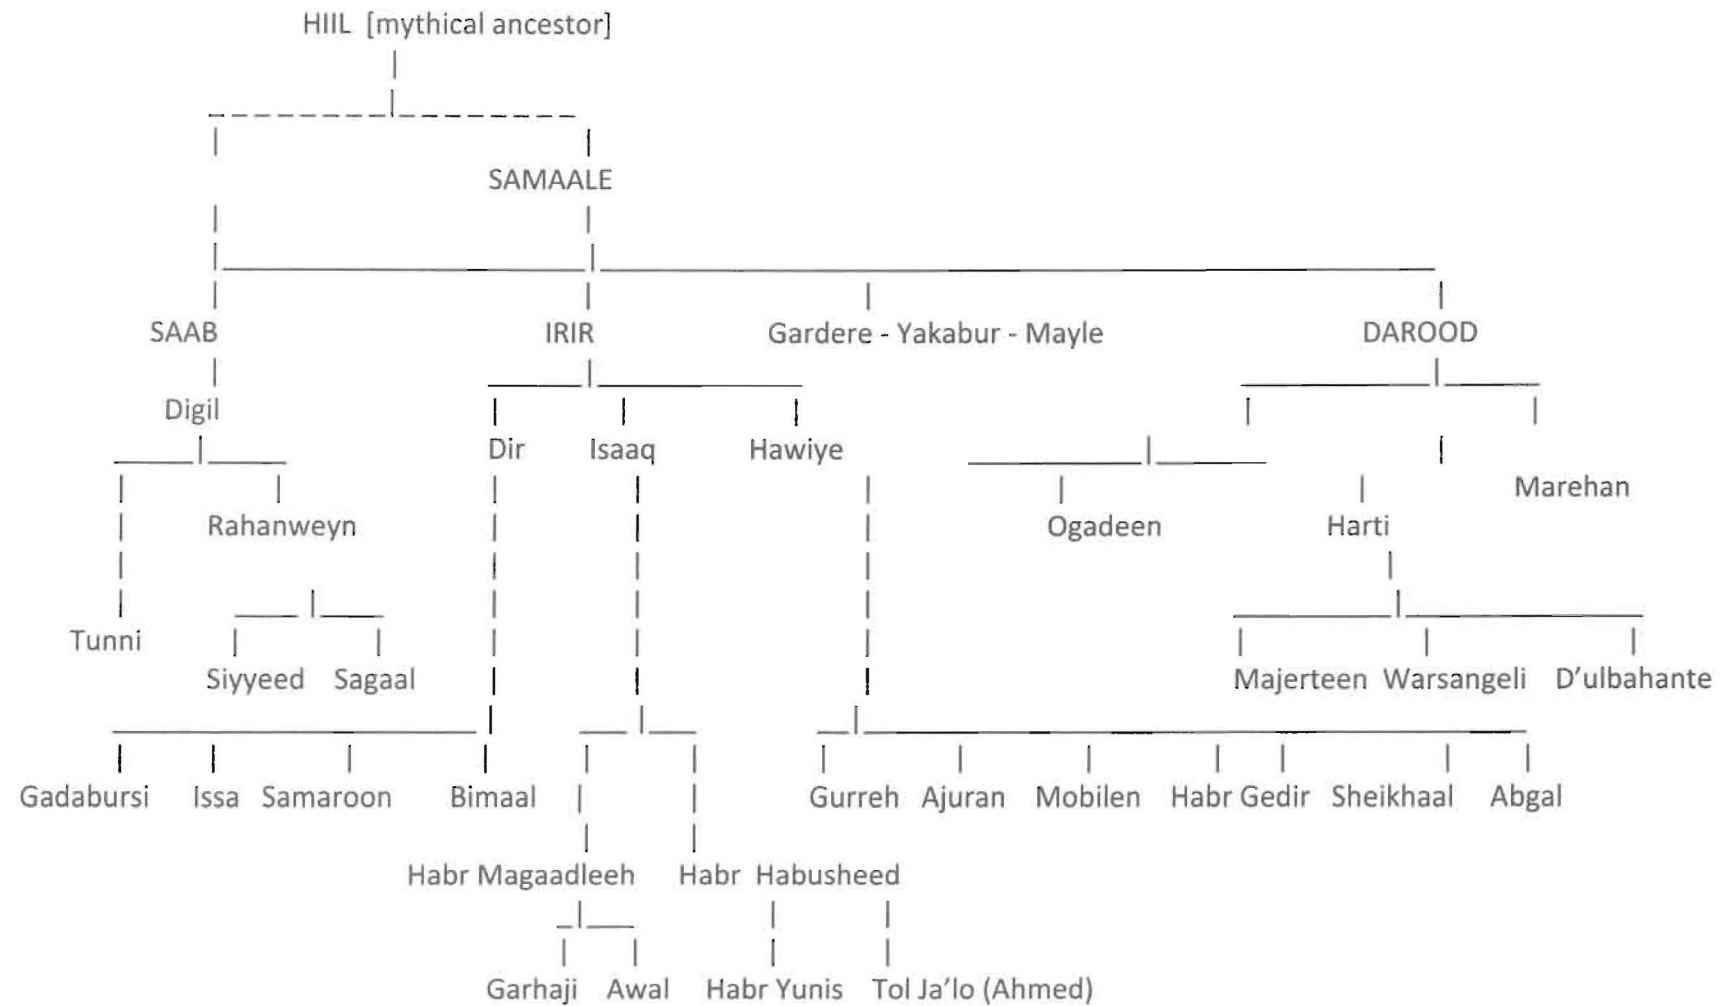 HIIL [mythical ancestor]
SAMAALE
SAAB IRIR Gardere - Yakabur - Mayle DAROOD
Digil
Dir Isaaq Hawiye
Marehan
Rahanweyn Ogadeen Harti
Tunni
Siyyeed Sagaal Majerteen Warsangeli D'ulbahante
Gadabursi Issa Samaroon Bimaal Gurreh Ajuran Mobilen Habr Gedir Sheikhaal Abgal
Habr Magaadleeh Habr Habusheed
Garhaji Awal Habr Yunis Tol Ja'lo (Ahmed)